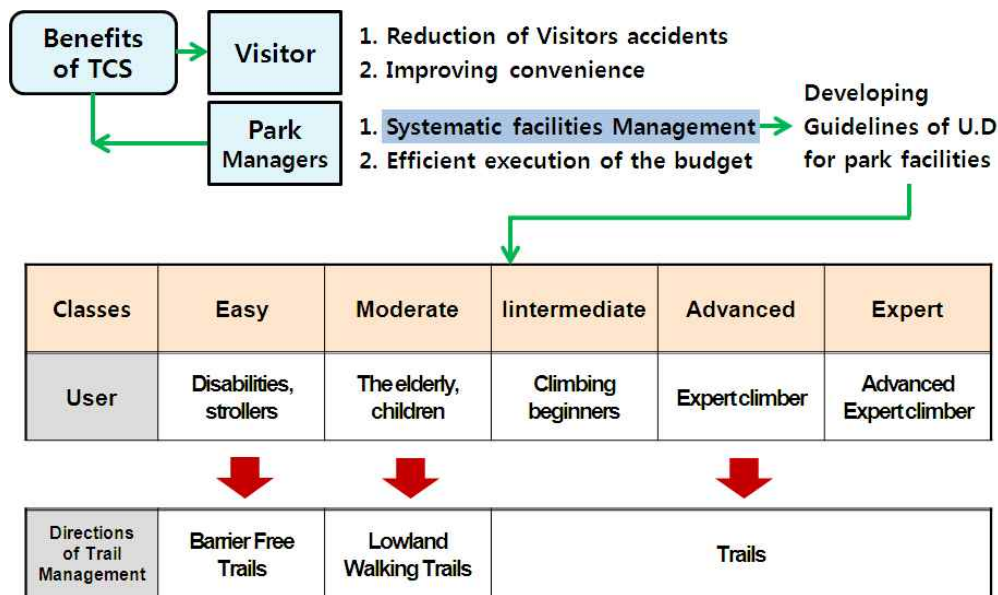 Benefits
of TCS
Visitor
1. Reduction of Visitors accidents
2. Improving convenience
Park
Managers
1. Systematic facilities Management
2. Efficient execution of the budget
Developing
Guidelines of U.D
for park facilities
Classes Easy Moderate Iintermediate Advanced Expert
User
Disabilities,
strollers
The elderly,
children
Climbing
beginners
Expert climber
Advanced
Expert climber
Directions
of Trail
Management
Barrier Free
Trails
Lowland
Walking Trails
Trails